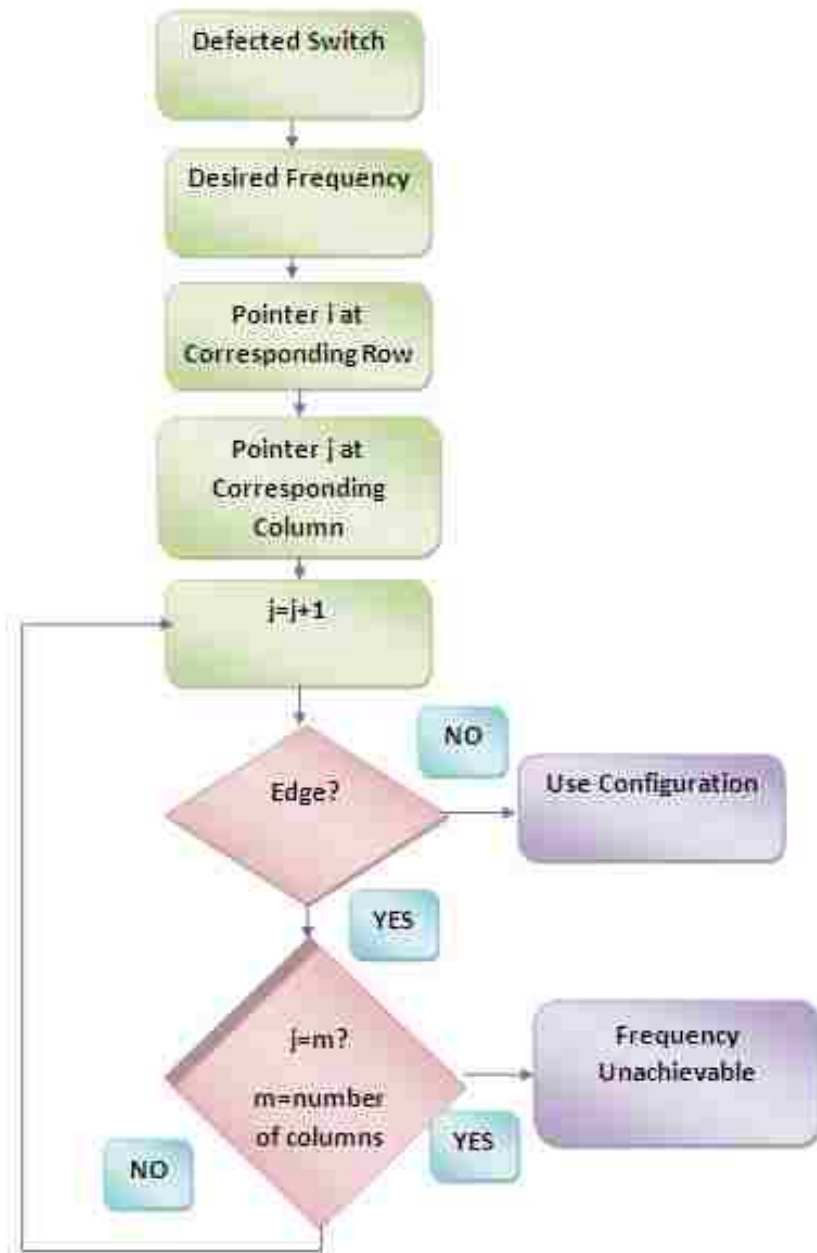 Defected Switch
Desired Frequency
Pointer i at
Corresponding Row
Pointer j at
Corresponding
Column
j=j+1
NO
Edge?
Use Configuration
YES
j=m?
m=number
of columns
Frequency
Unachievable
YES
NO